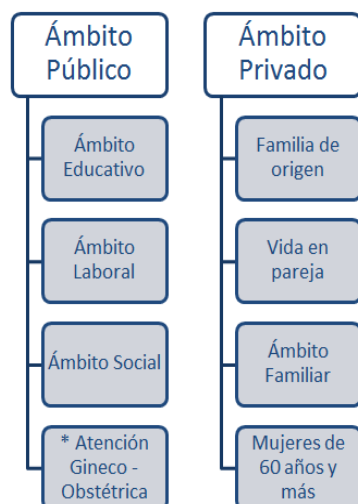 Ámbito
Público
Ámbito
Educativo
Ámbito
Laboral
Ámbito Social
* Atención
Gineco -
Obstétrica
Ámbito
Privado
Familia de
origen
Vida en
pareja
Ámbito
Familiar
Mujeres de
60 años y
más